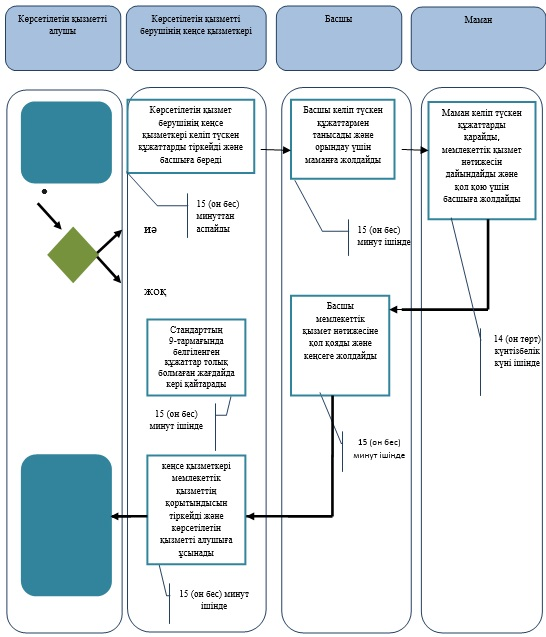 Көрсетілетін қызметті
алушы
Көрсетілетін қызметті
берушінің кеңсе қызметкері
Басшы
Маман
Көрсетілетін қызмет
берушінің кеңсе
қызметкері келіп түскен
құжаттарды тіркейді және
басшыға береді
Басшы келіп түскен
құжаттармен
танысады және
орындау үшін
маманға жолдайды
Маман келіп түскен
құжаттарды
қарайды,
мемлекеттік қызмет
нәтижесін
дайындайды және
қол қою үшін
басшыға жолдайды
15 (он бес)
минуттан
аспайды
15 (он бес)
минут ішінде
иә
жоқ
Басшы
мемлекеттік
қызмет нәтижесіне
қол қояды және
кеңсеге жолдайды
14 (он төрт)
күнтізбелік
күні ішінде
Стандарттың
9-тармағында
белгіленген
құжаттар толық
болмаған жағдайда
кері қайтарады
15 (он бес)
минут ішінде
15 (он бес)
минут ішінде
кеңсе қызметкері
мемлекеттік
қызметтің
қорытындысын
тіркейді және
көрсетілетін
қызметті алушыға
ұсынады
15 (он бес) минут
ішінде